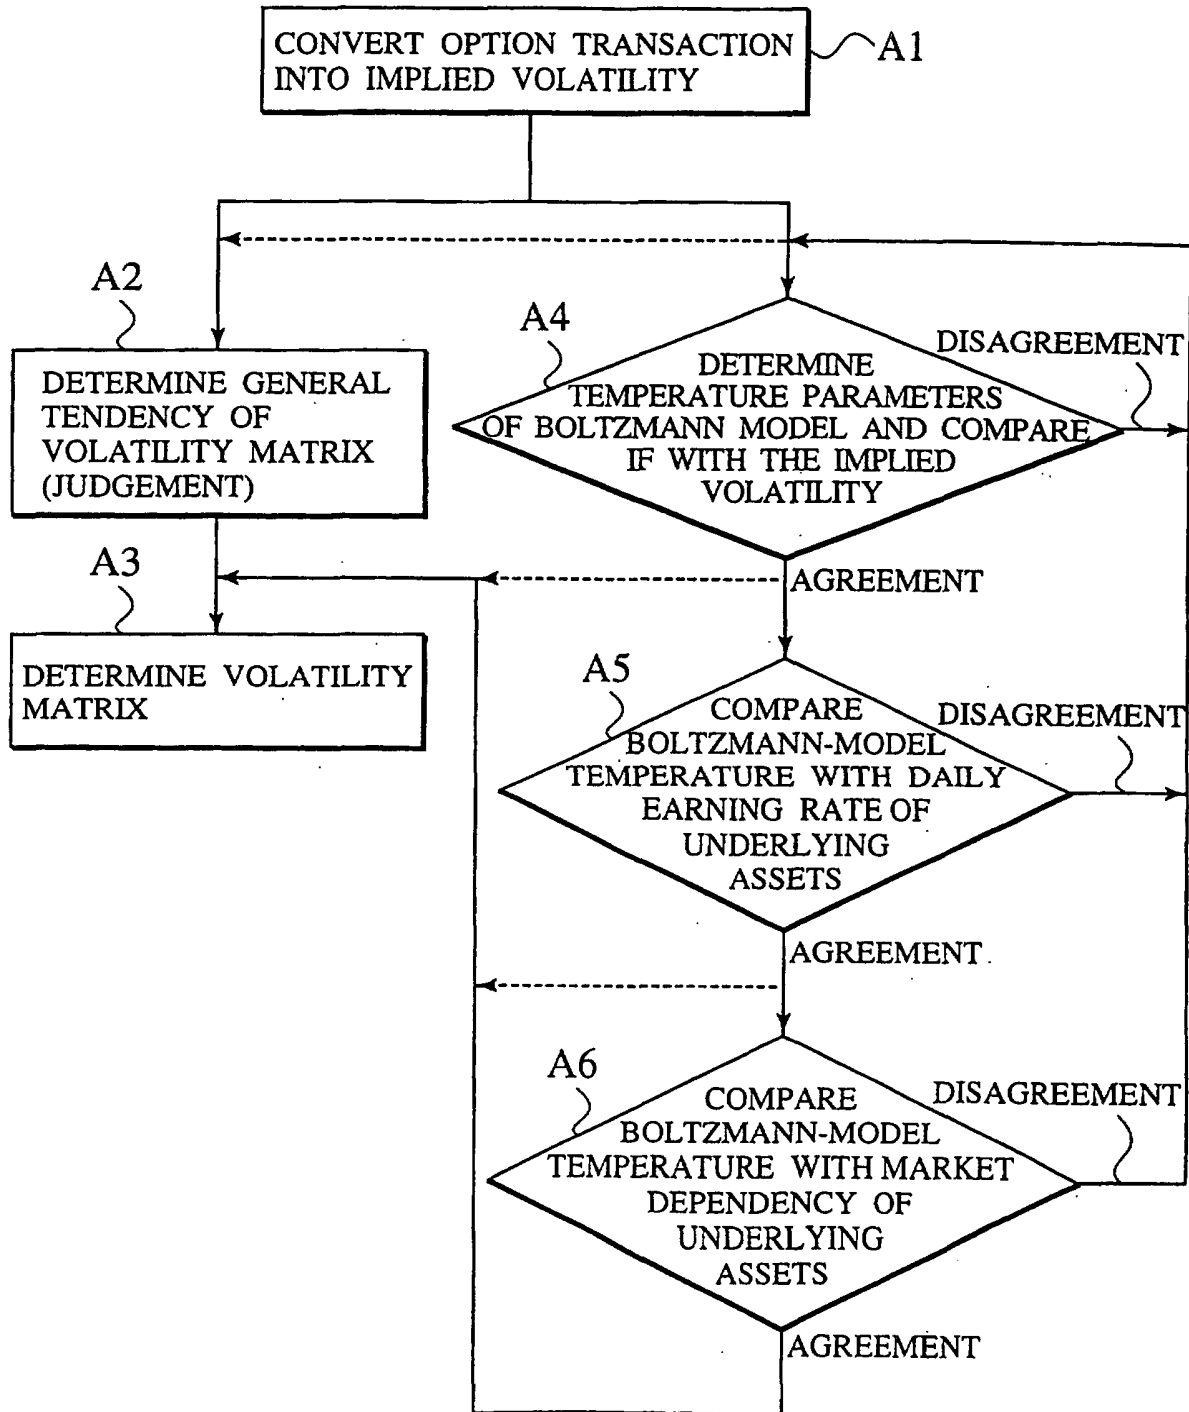 CONVERT OPTION TRANSACTION
INTO IMPLIED VOLATILITY
A1
A2
DETERMINE GENERAL
TENDENCY OF
VOLATILITY MATRIX
(JUDGEMENT)
A4
DISAGREEMENT
DETERMINE
TEMPERATURE PARAMETERS
OF BOLTZMANN MODEL AND COMPARE
IF WITH THE IMPLIED
VOLATILITY
A3
AGREEMENT
DETERMINE VOLATILITY
MATRIX
A5
DISAGREEMENT
COMPARE
BOLTZMANN-MODEL
TEMPERATURE WITH DAILY
EARNING RATE OF
UNDERLYING
ASSETS
AGREEMENT
A6
DISAGREEMENT
COMPARE
BOLTZMANN-MODEL
TEMPERATURE WITH MARKET
DEPENDENCY OF
UNDERLYING
ASSETS
AGREEMENT